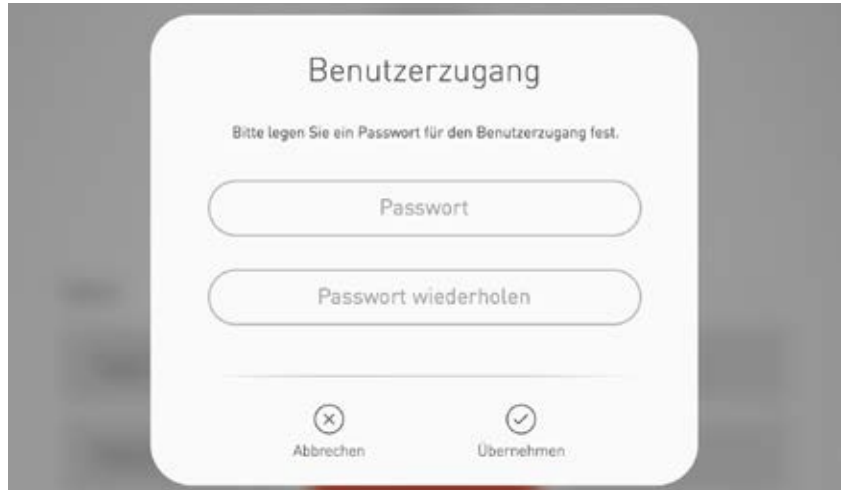 Benutzerzugang
Bitte legen Sie ein Passwort für den Benutzerzugang fest.
Passwort
Passwort wiederholen
Abbrechen
Übernehmen